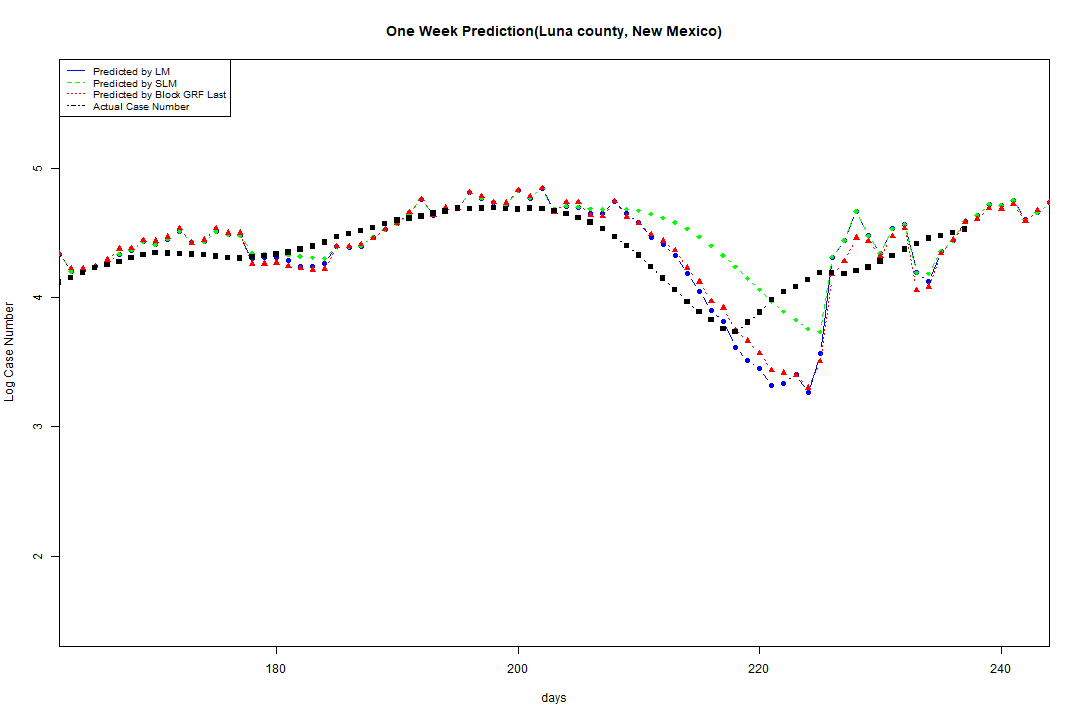 One Week Prediction(Luna county, New Mexico)
Predicted by LM
Predicted by SLM
Predicted by Block GRF Last
Actual Case Number
5
4
3
2
Log Case Number
180
200
220
240
days